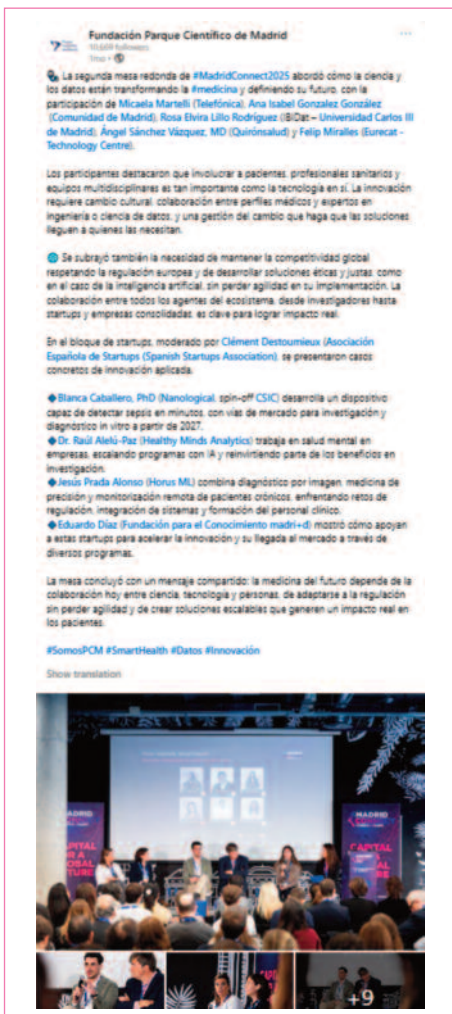 Fundación Parque Científico de Madrid
10,669 followers
1mo •
La segunda mesa redonda de #MadridConnect2025 abordó cómo la ciencia y
los datos están transformando la #medicina y definiendo su futuro, con la
participación de Micaela Martelli (Telefónica), Ana Isabel Gonzalez González
(Comunidad de Madrid), Rosa Elvira Lillo Rodríguez (IBiDat – Universidad Carlos III
de Madrid), Ángel Sánchez Vázquez, MD (Quirónsalud) y Felip Miralles (Eurecat -
Technology Centre).
Los participantes destacaron que involucrar a pacientes, profesionales sanitarios y
equipos multidisciplinares es tan importante como la tecnología en sí. La innovación
requiere cambio cultural, colaboración entre perfiles médicos y expertos en
ingeniería o ciencia de datos, y una gestión del cambio que haga que las soluciones
lleguen a quienes las necesitan.
Se subrayó también la necesidad de mantener la competitividad global
respetando la regulación europea y de desarrollar soluciones éticas y justas, como
en el caso de la inteligencia artificial, sin perder agilidad en su implementación. La
colaboración entre todos los agentes del ecosistema, desde investigadores hasta
startups y empresas consolidadas, es clave para lograr impacto real.
En el bloque de startups, moderado por Clément Destoumieux (Asociación
Española de Startups (Spanish Startups Association), se presentaron casos
concretos de innovación aplicada.
◆Blanca Caballero, PhD (Nanological, spin-off CSIC) desarrolla un dispositivo
capaz de detectar sepsis en minutos, con vías de mercado para investigación y
diagnóstico in vitro a partir de 2027.
◆Dr. Raúl Alelú-Paz (Healthy Minds Analytics) trabaja en salud mental en
empresas, escalando programas con IA y reinvirtiendo parte de los beneficios en
investigación.
◆Jesús Prada Alonso (Horus ML) combina diagnóstico por imagen, medicina de
precisión y monitorización remota de pacientes crónicos, enfrentando retos de
regulación, integración de sistemas y formación del personal clínico.
◆Eduardo Díaz (Fundación para el Conocimiento madri+d) mostró cómo apoyan
a estas startups para acelerar la innovación y su llegada al mercado a través de
diversos programas.
La mesa concluyó con un mensaje compartido: la medicina del futuro depende de la
colaboración hoy entre ciencia, tecnología y personas, de adaptarse a la regulación
sin perder agilidad y de crear soluciones escalables que generen un impacto real en
los pacientes.
#SomosPCM #SmartHealth #Datos #Innovación
Show translation
MADRID
CAPITAL
FOR A
GLOBAL
FUTURE
MADRID
CAPITAL
FOR A
GLOBAL
FUTURE
+9